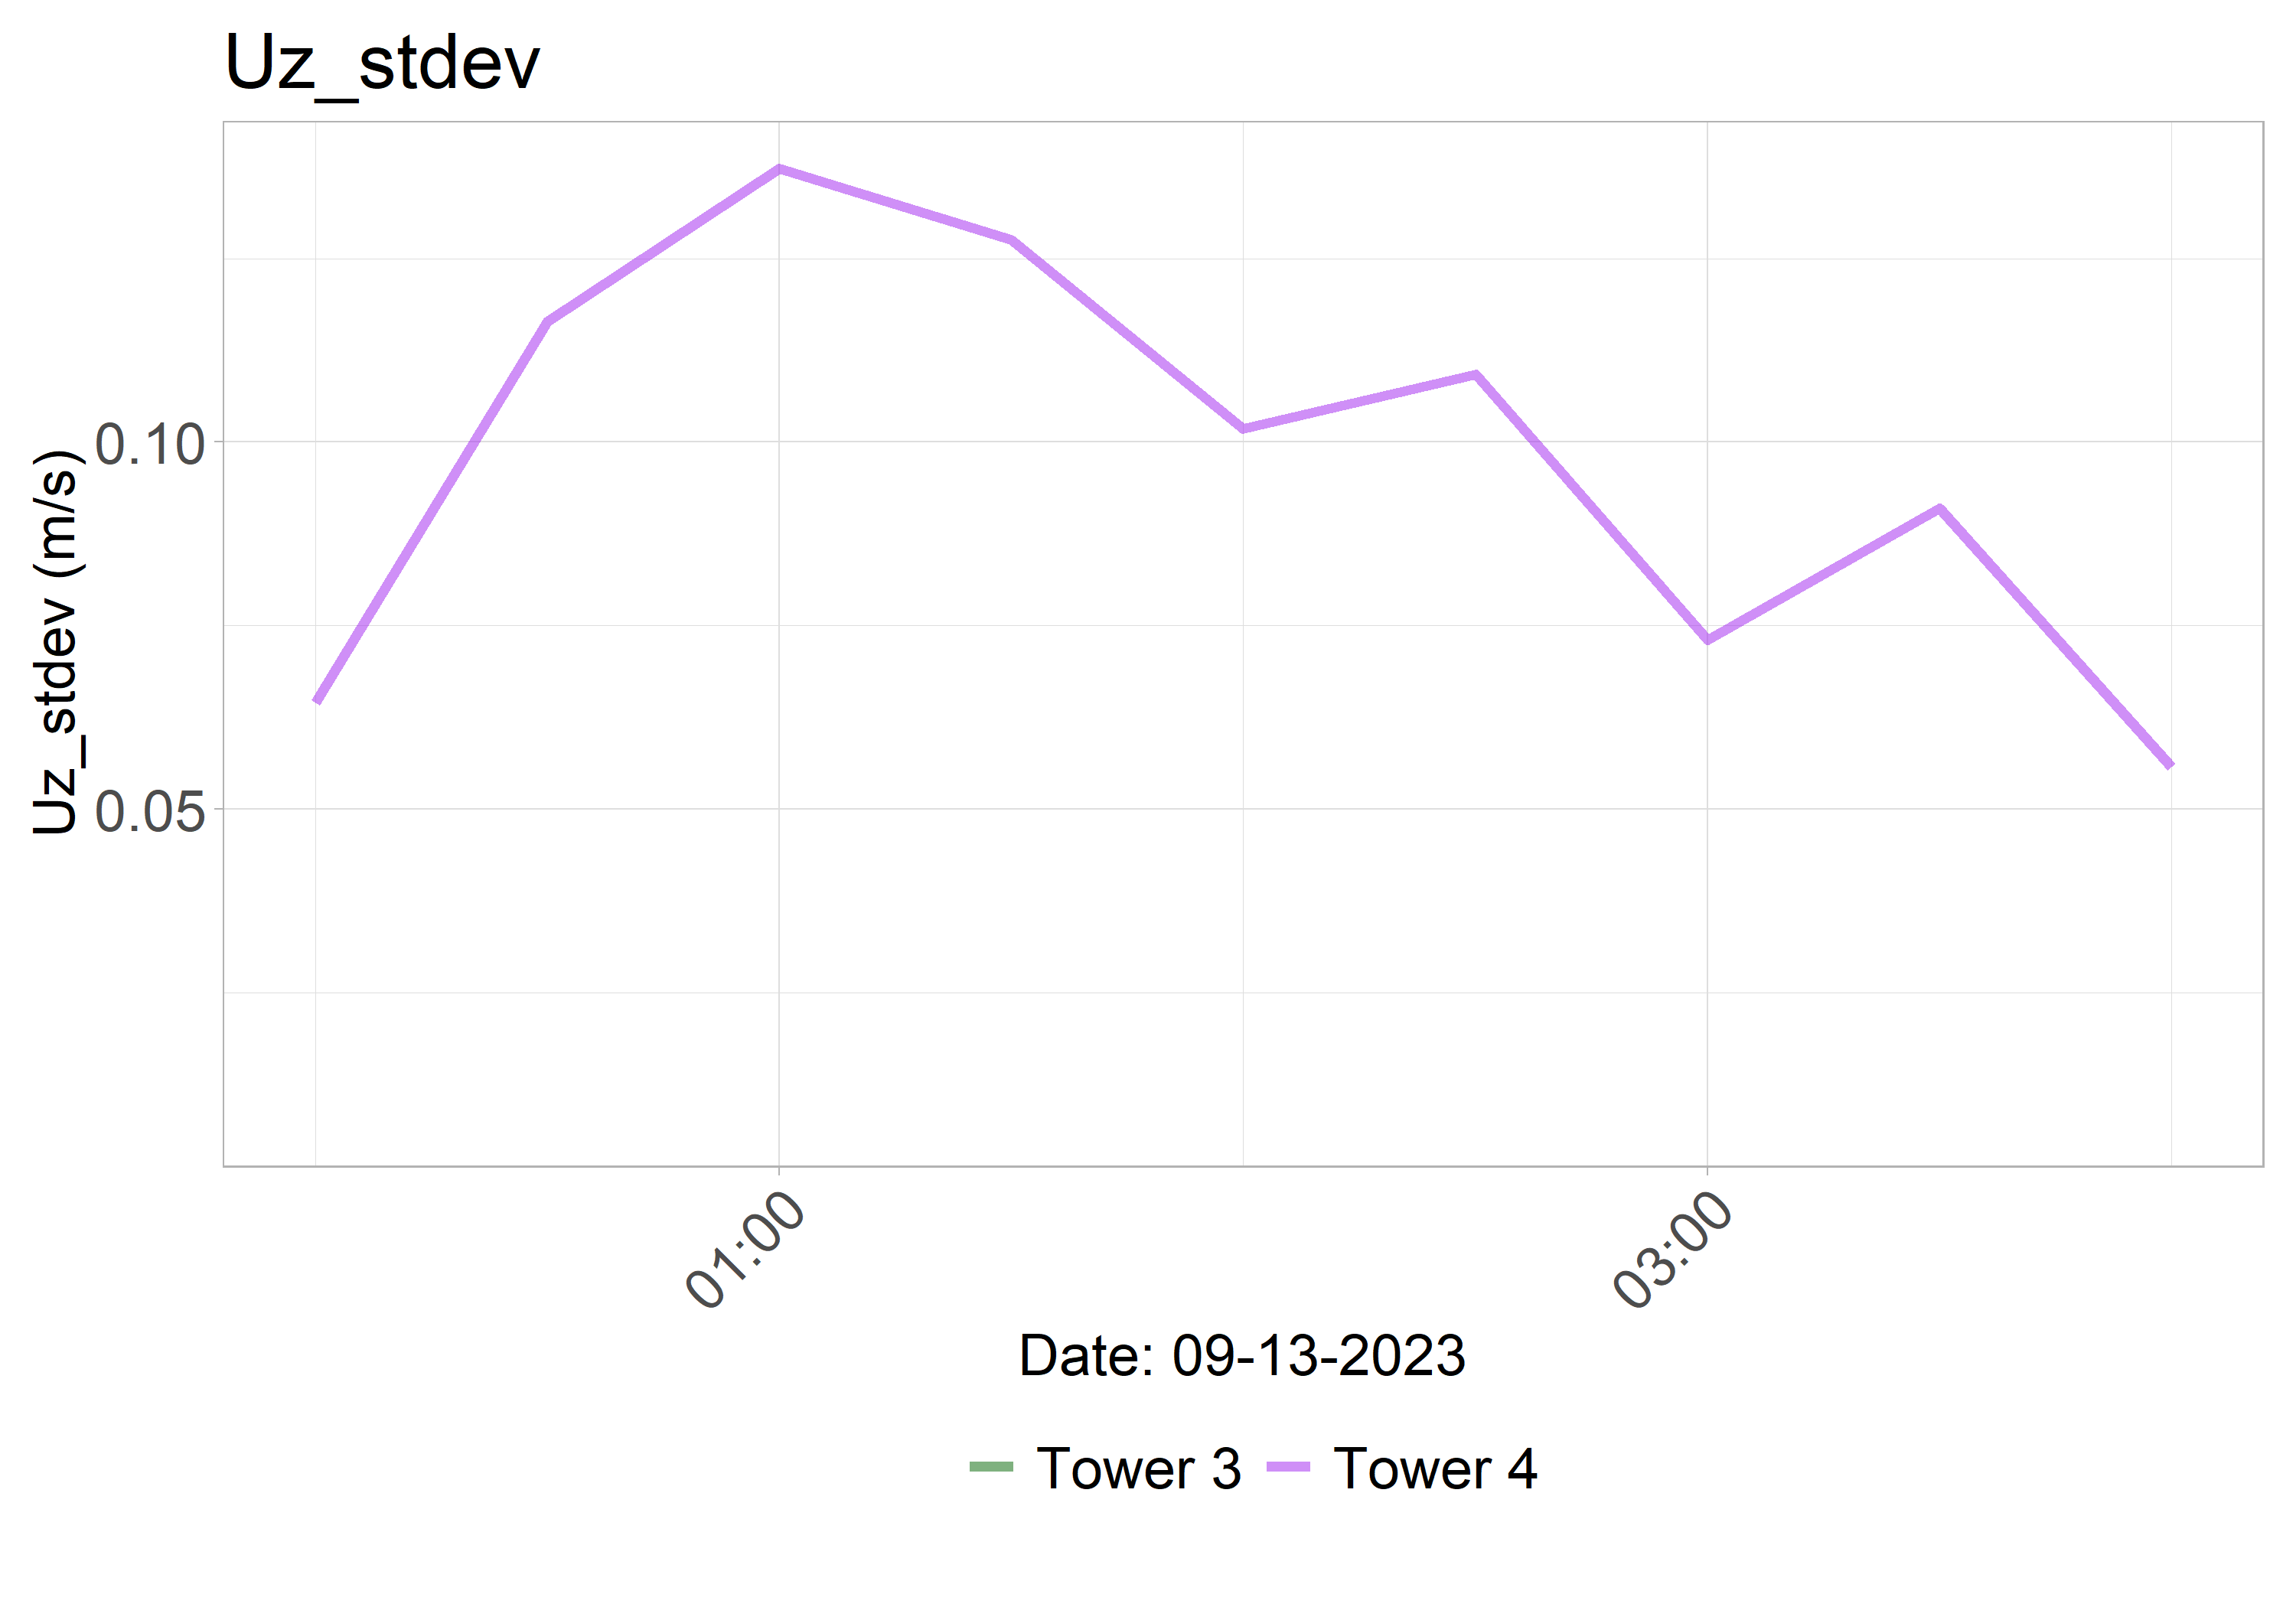 Uz_stdev
Uz_stdev (m/s)
0.10
0.05
01:00
03:00
Date: 09-13-2023
Tower 3
Tower 4